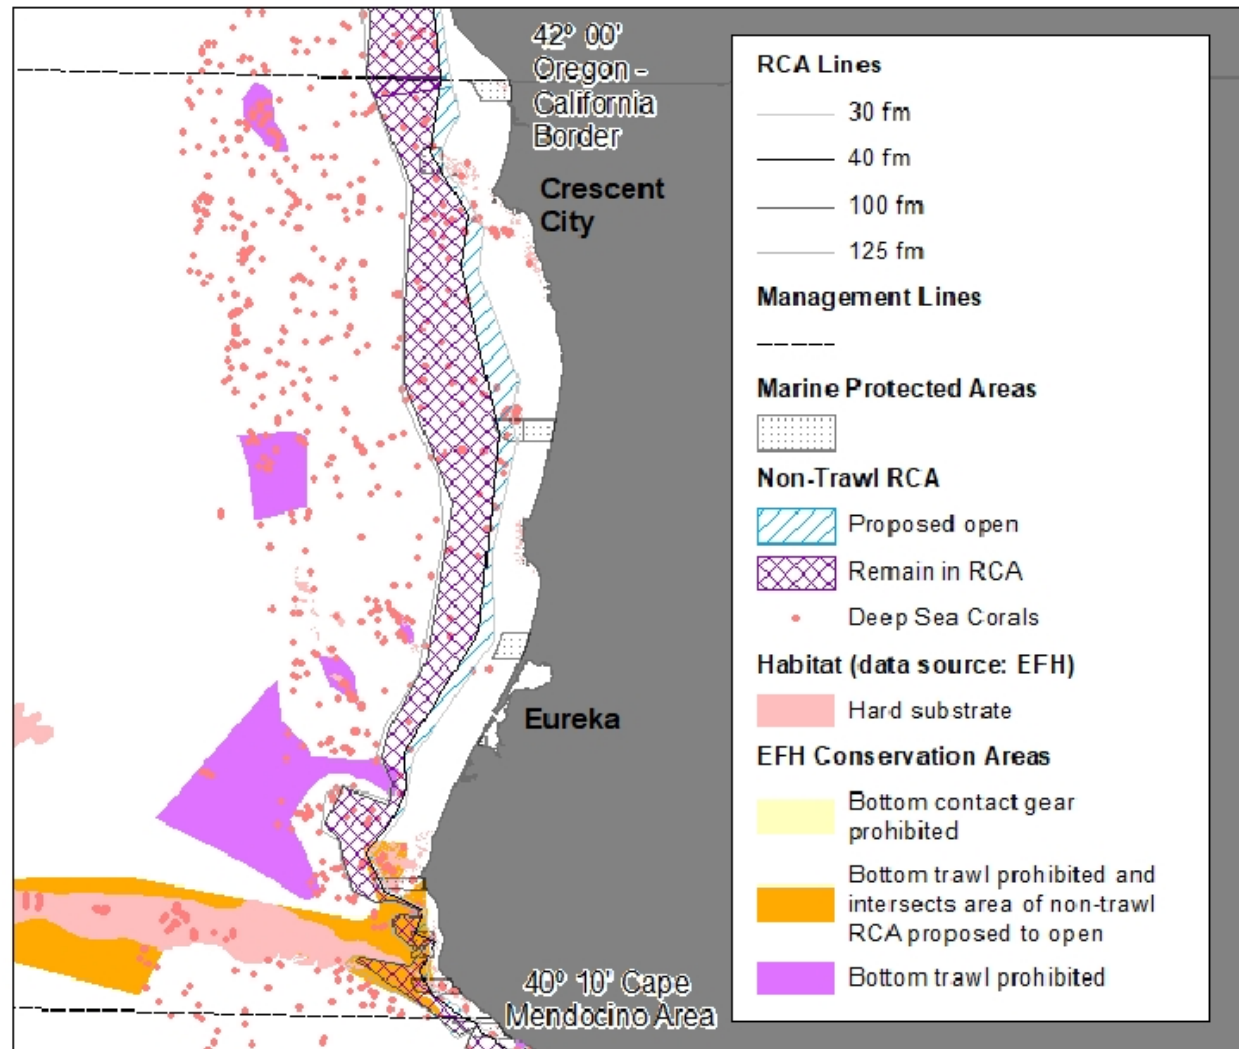 42° 00'
Oregon -
California
Border
Crescent
City
Eureka
40° 10' Cape
Mendocino Area
RCA Lines
30 fm
40 fm
100 fm
125 fm
Management Lines
Marine Protected Areas
Non-Trawl RCA
Proposed open
Remain in RCA
Deep Sea Corals
Habitat (data source: EFH)
Hard substrate
EFH Conservation Areas
Bottom contact gear
prohibited
Bottom trawl prohibited and
intersects area of non-trawl
RCA proposed to open
Bottom trawl prohibited